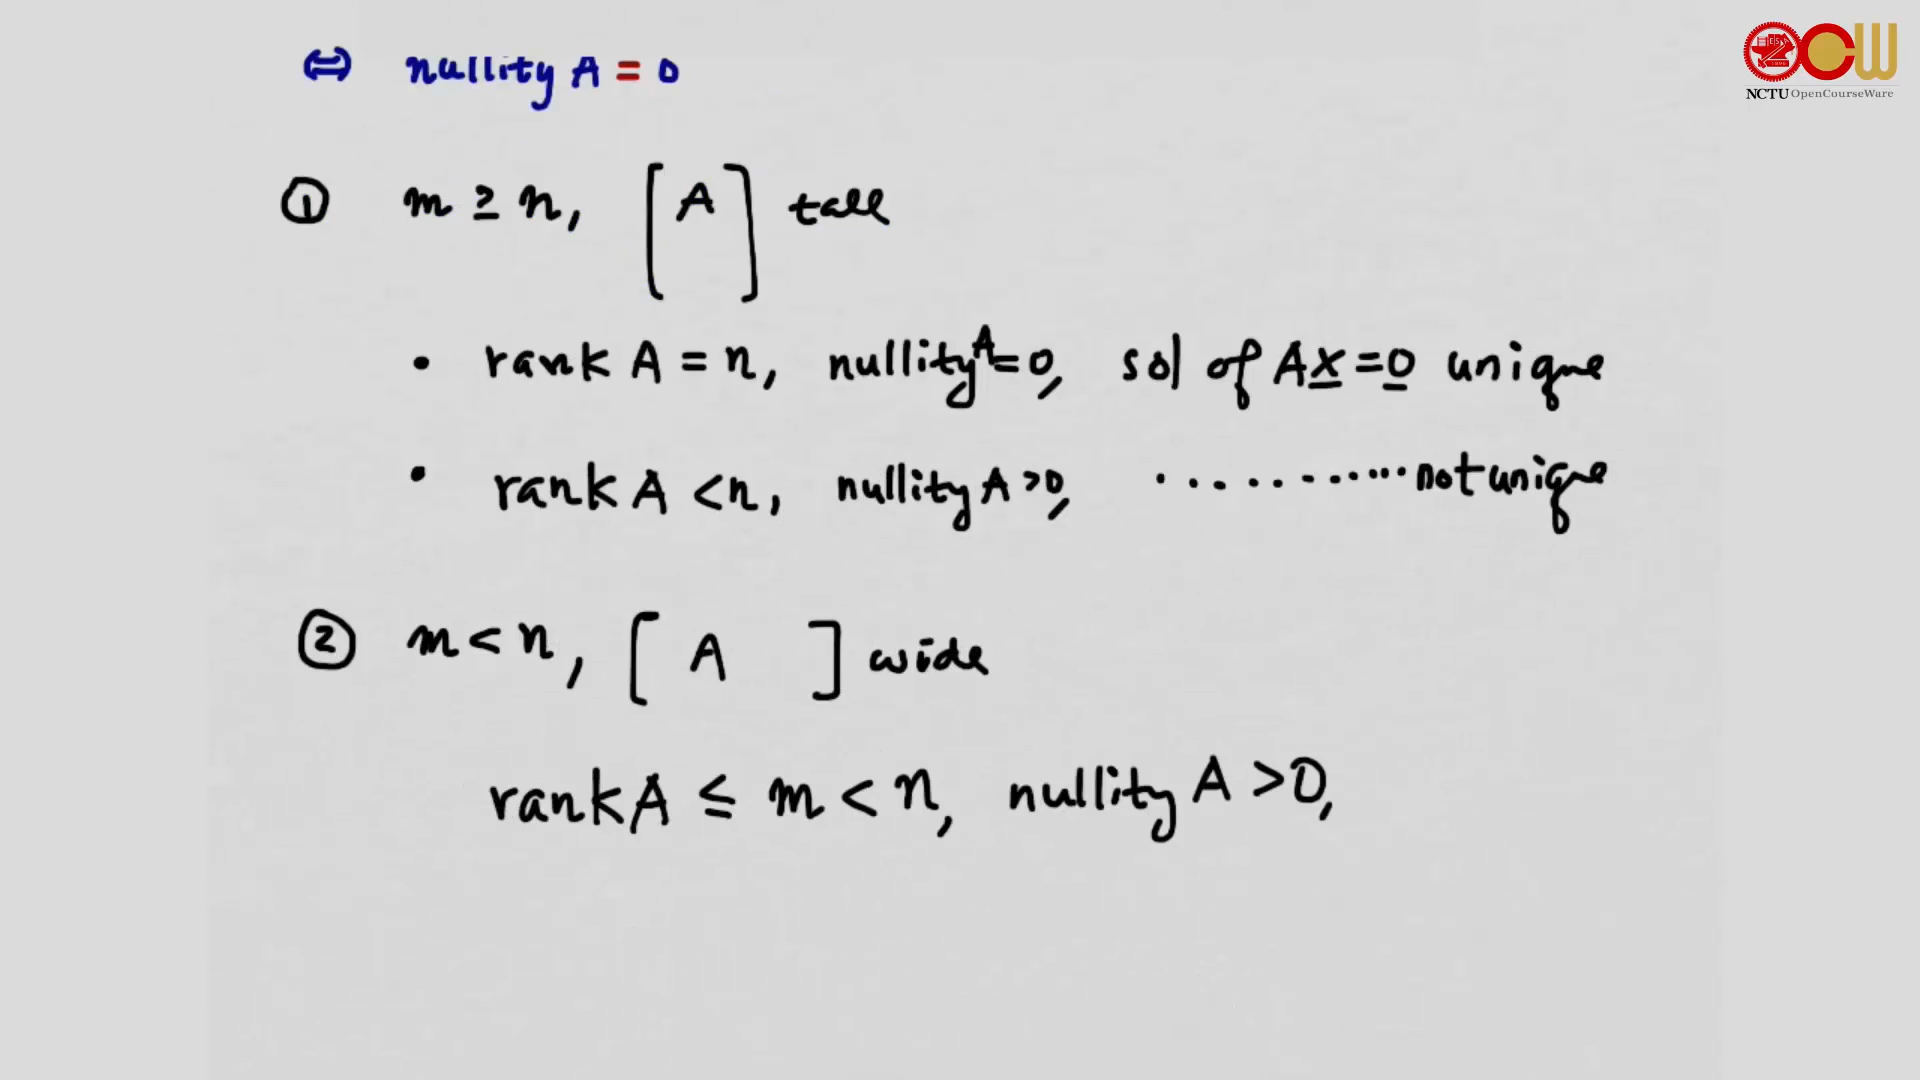 ⇔ nullity A = 0
NCTU OpenCourseWare
① m ≥ n, [ A ] tall
• rank A = n, nullity A = 0, sol of Ax = 0 unique
• rank A < n, nullity A > 0, ............ not unique
② m < n, [ A ] wide
rank A ≤ m < n, nullity A > 0,